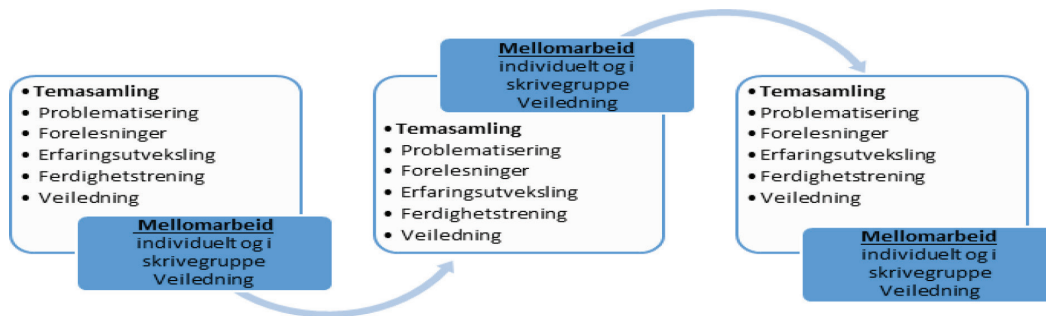 • Temasamling
• Problematisering
• Forelesninger
• Erfaringsutveksling
• Ferdighetstrening
• Veiledning
Mellomarbeid
individuelt og i
skrivegruppe
Veiledning
Mellomarbeid
individuelt og i
skrivegruppe
Veiledning
• Temasamling
• Problematisering
• Forelesninger
• Erfaringsutveksling
• Ferdighetstrening
• Veiledning
• Temasamling
• Problematisering
• Forelesninger
• Erfaringsutveksling
• Ferdighetstrening
• Veiledning
Mellomarbeid
individuelt og i
skrivegruppe
Veiledning